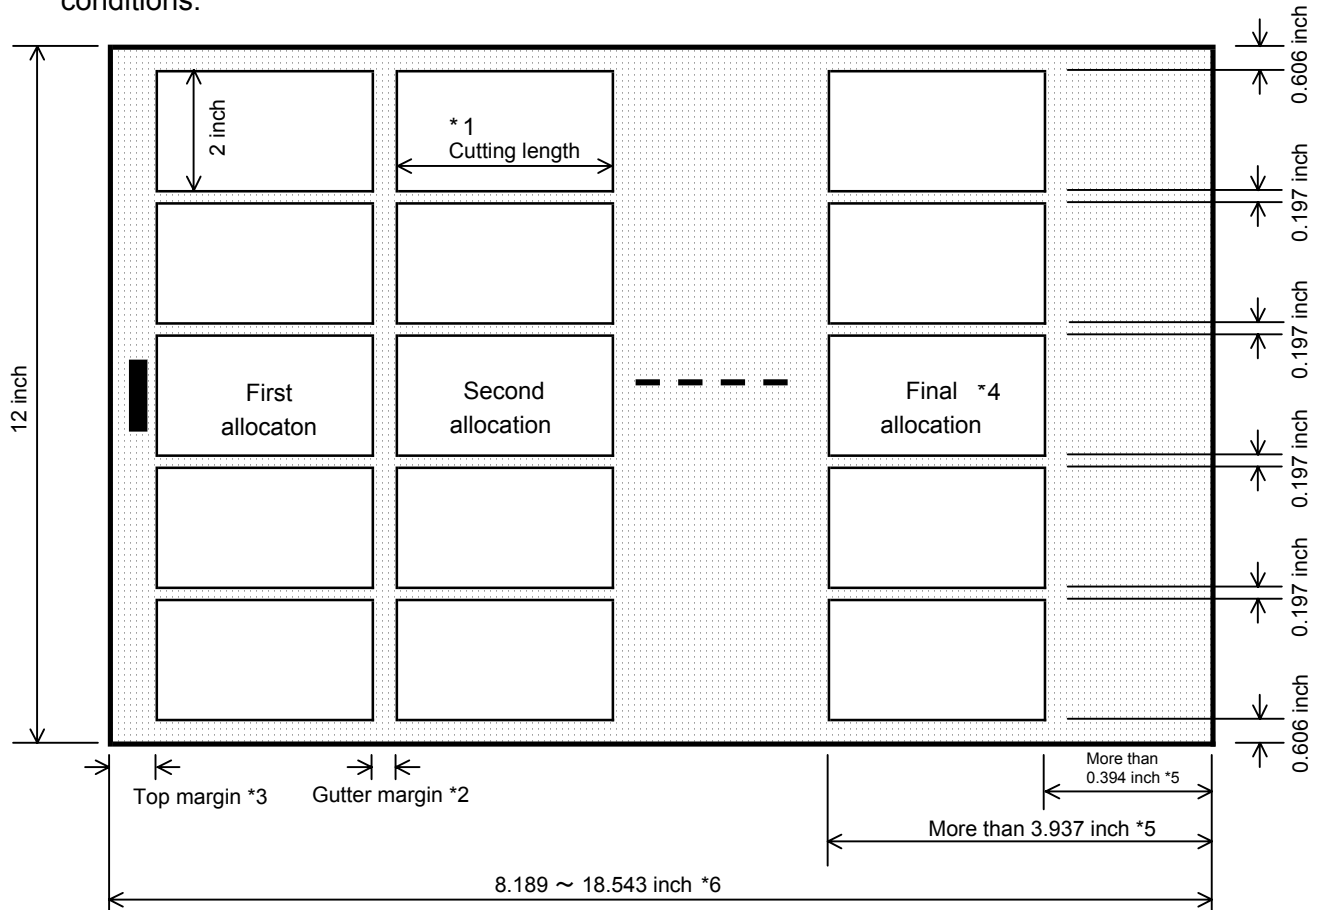 conditions.
0.606 inch
2 inch
* 1
Cutting length
0.197 inch
0.197 inch
12 inch
First
allocaton
Second
allocation
Final *4
allocation
0.197 inch
0.197 inch
0.606 inch
Top margin *3
Gutter margin *2
More than
0.394 inch *5
More than 3.937 inch *5
8.189 ～ 18.543 inch *6